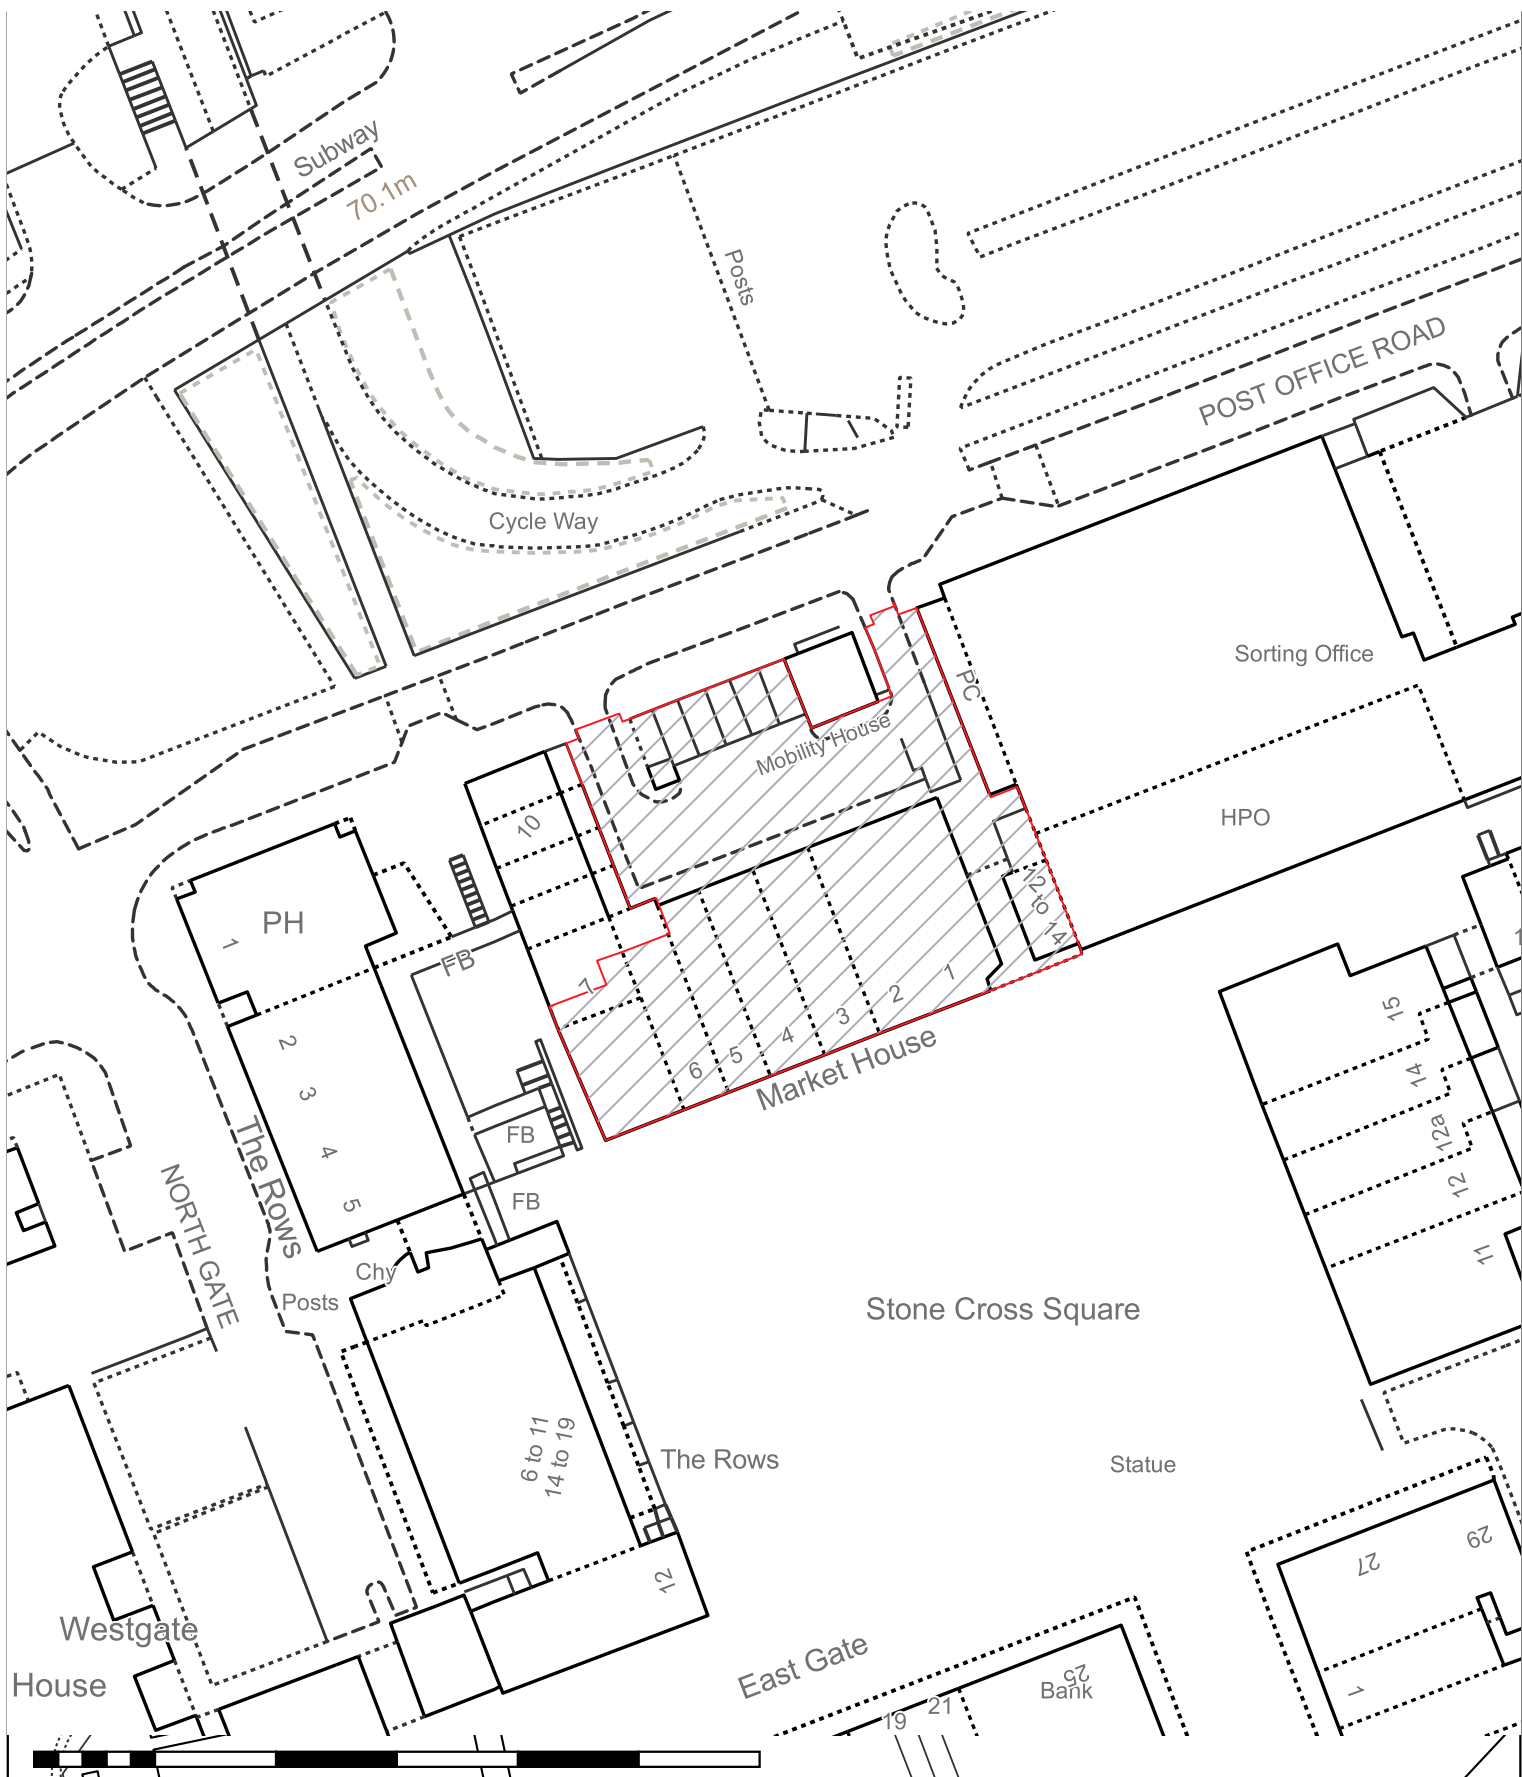 Subway
70.1m
Posts
POST OFFICE ROAD
Cycle Way
Sorting Office
PC
Mobility House
HPO
10
PH
1
FB
7
12 to 14
1
2
3
4
5
6
Market House
2
3
4
5
The Rows
NORTH GATE
FB
FB
Chy
Posts
15
14
12a
12
11
1
Stone Cross Square
6 to 11
14 to 19
The Rows
Statue
12
27
29
1
Westgate
House
East Gate
19
21
25
Bank